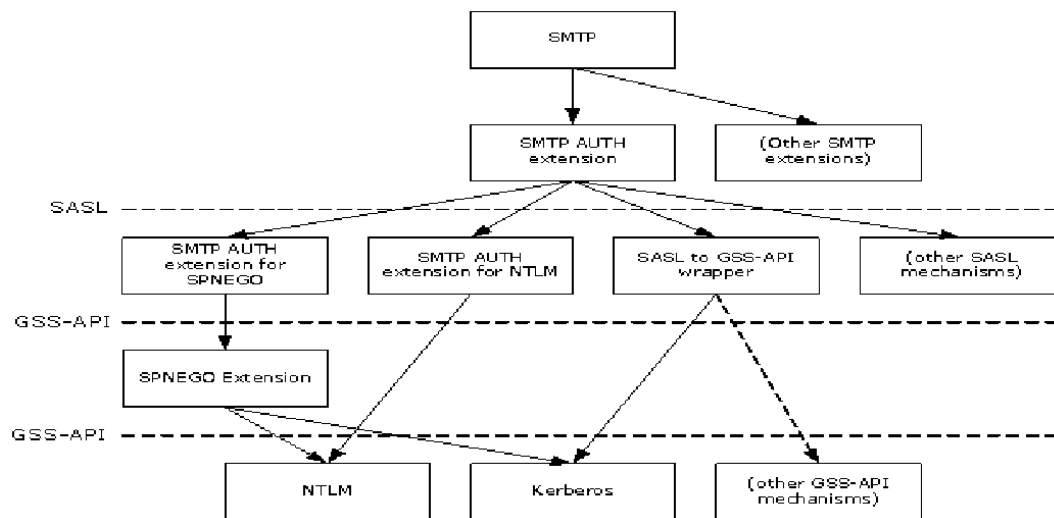 SMTP
SMTP AUTH
extension
(Other SMTP
extensions)
SASL
SMTP AUTH
extension for
SPNEGO
SMTP AUTH
extension for NTLM
SASL to GSS-API
wrapper
(other SASL
mechanisms)
GSS-API
SPNEGO Extension
GSS-API
NTLM
Kerberos
(other GSS-API
mechanisms)